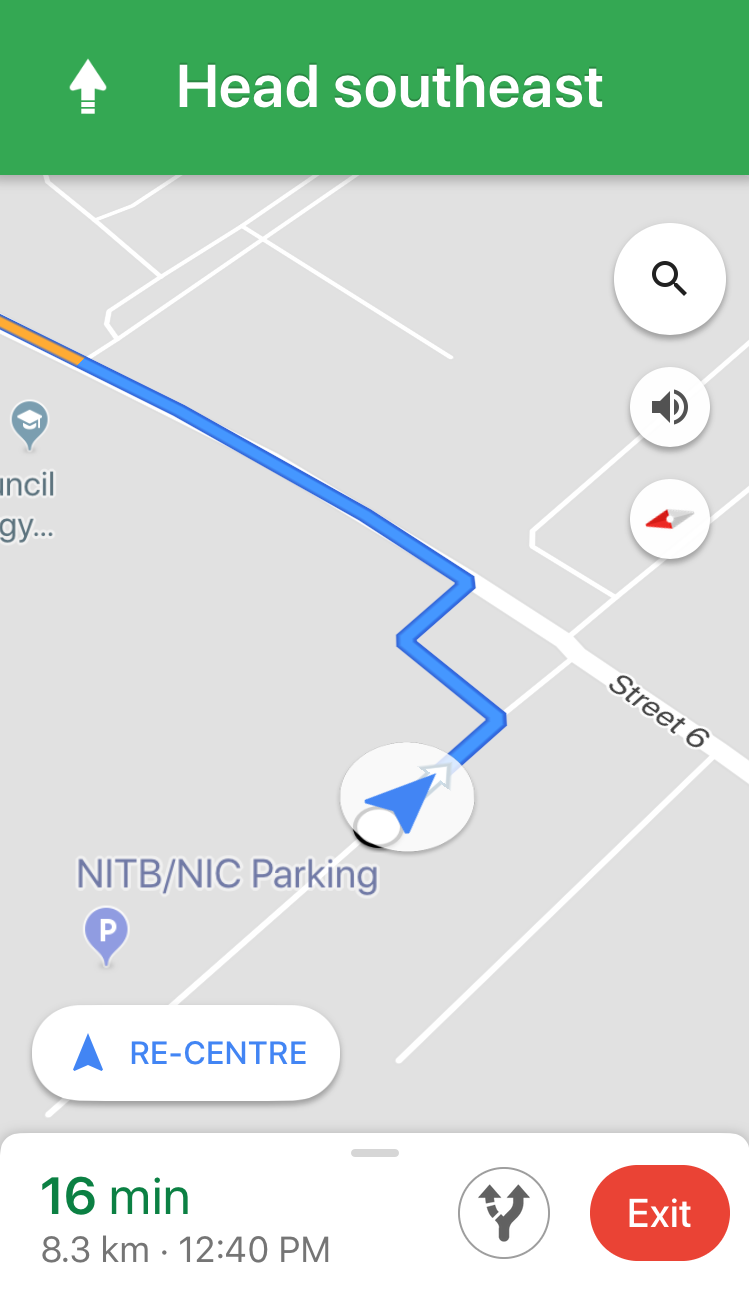 Head southeast
uncil
gy...
Street 6
NITB/NIC Parking
P
RE-CENTRE
16 min
8.3 km · 12:40 PM
Exit